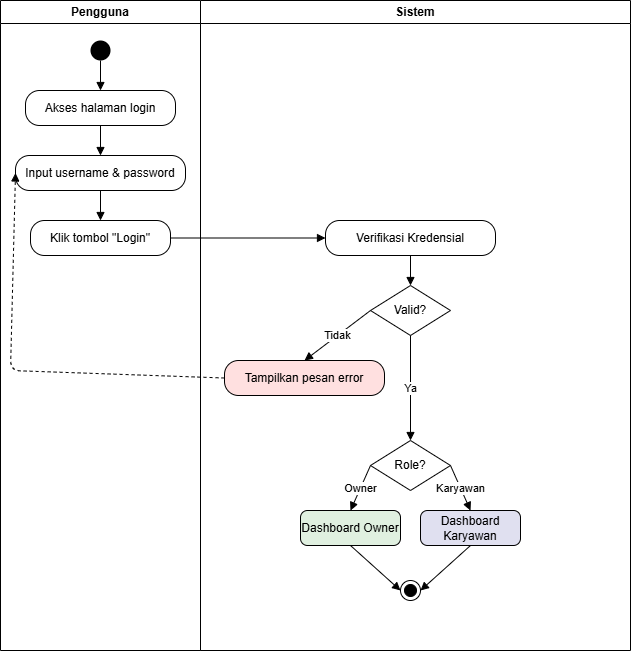 Pengguna
Sistem
Akses halaman login
Input username & password
Klik tombol "Login"
Verifikasi Kredensial
Valid?
Tidak
Tampilkan pesan error
Ya
Role?
Owner
Karyawan
Dashboard Owner
Dashboard
Karyawan